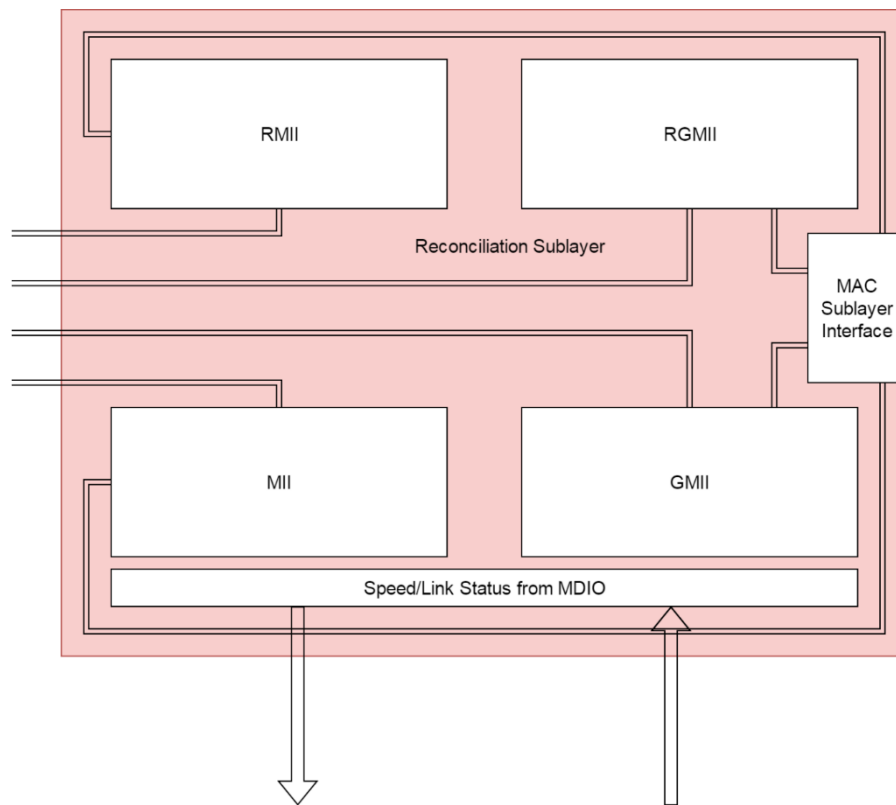 RMII
RGMII
Reconciliation Sublayer
MAC
Sublayer
Interface
MII
GMII
Speed/Link Status from MDIO